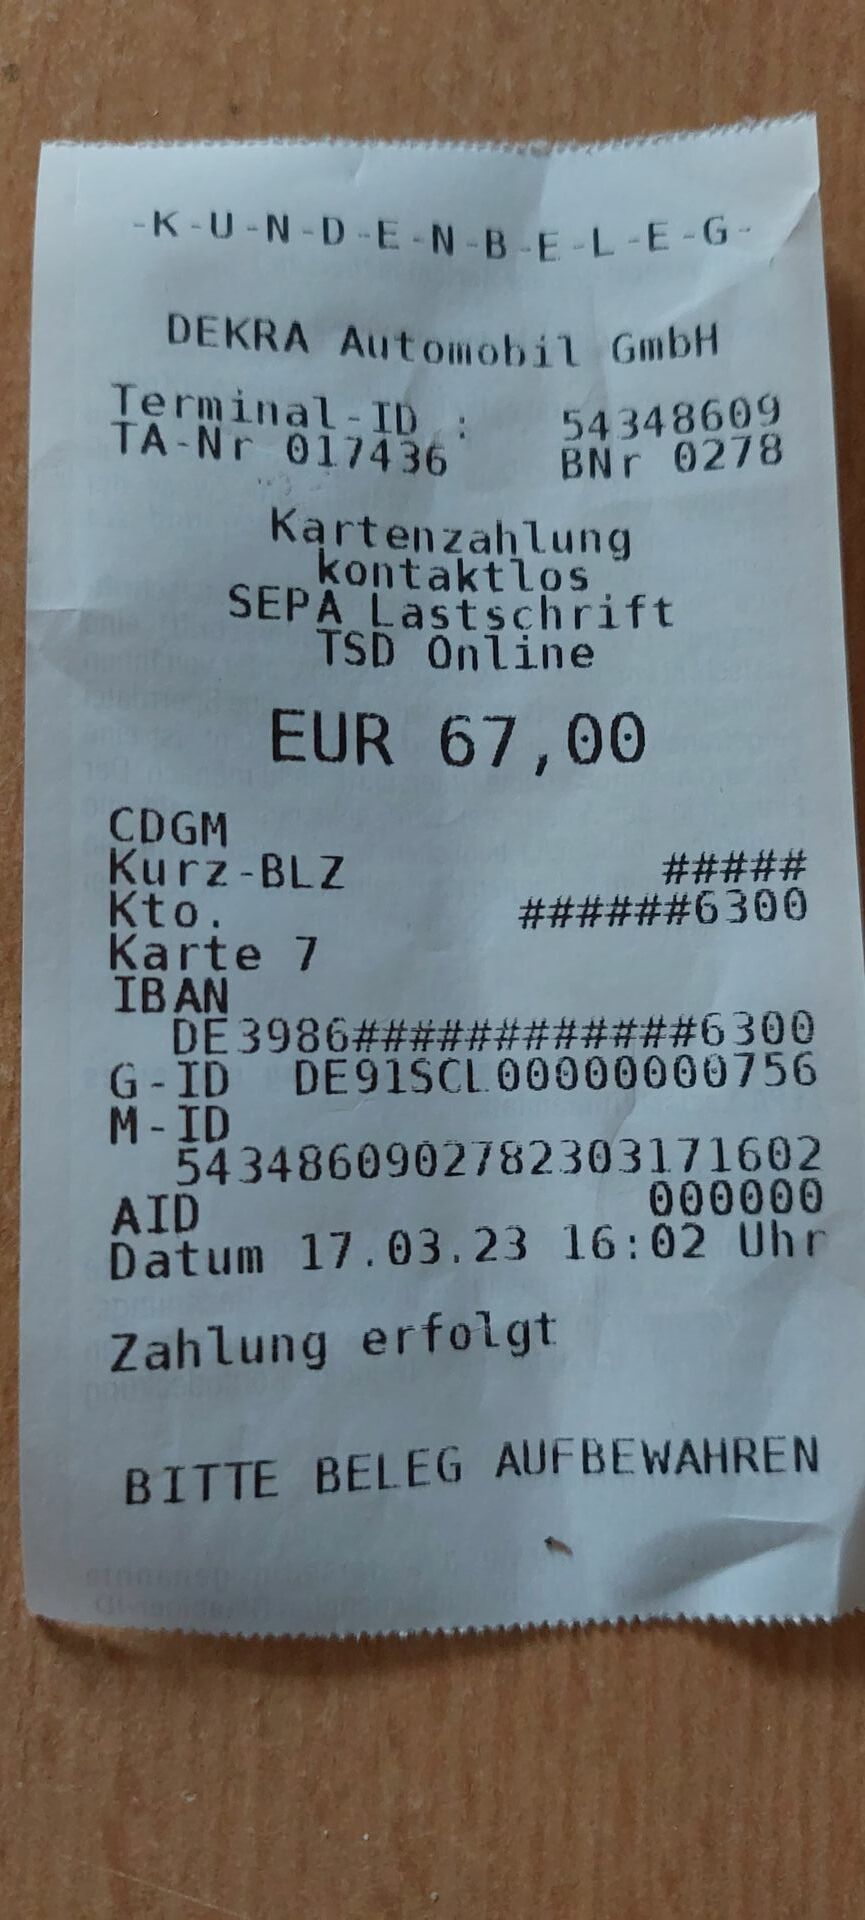 -K-U-N-D-E-N-B-E-L-E-G-
DEKRA Automobil GmbH
Terminal-ID : 54348609
TA-Nr 017436 BNr 0278
Kartenzahlung
kontaktlos
SEPA Lastschrift
TSD Online
EUR 67,00
CDGM
Kurz-BLZ #####
Kto. ######6300
Karte 7
IBAN
DE3986############6300
G-ID DE91SCL00000000756
M-ID
54348609027823031716​02
AID 000000
Datum 17.03.23 16:02 Uhr
Zahlung erfolgt
BITTE BELEG AUFBEWAHREN